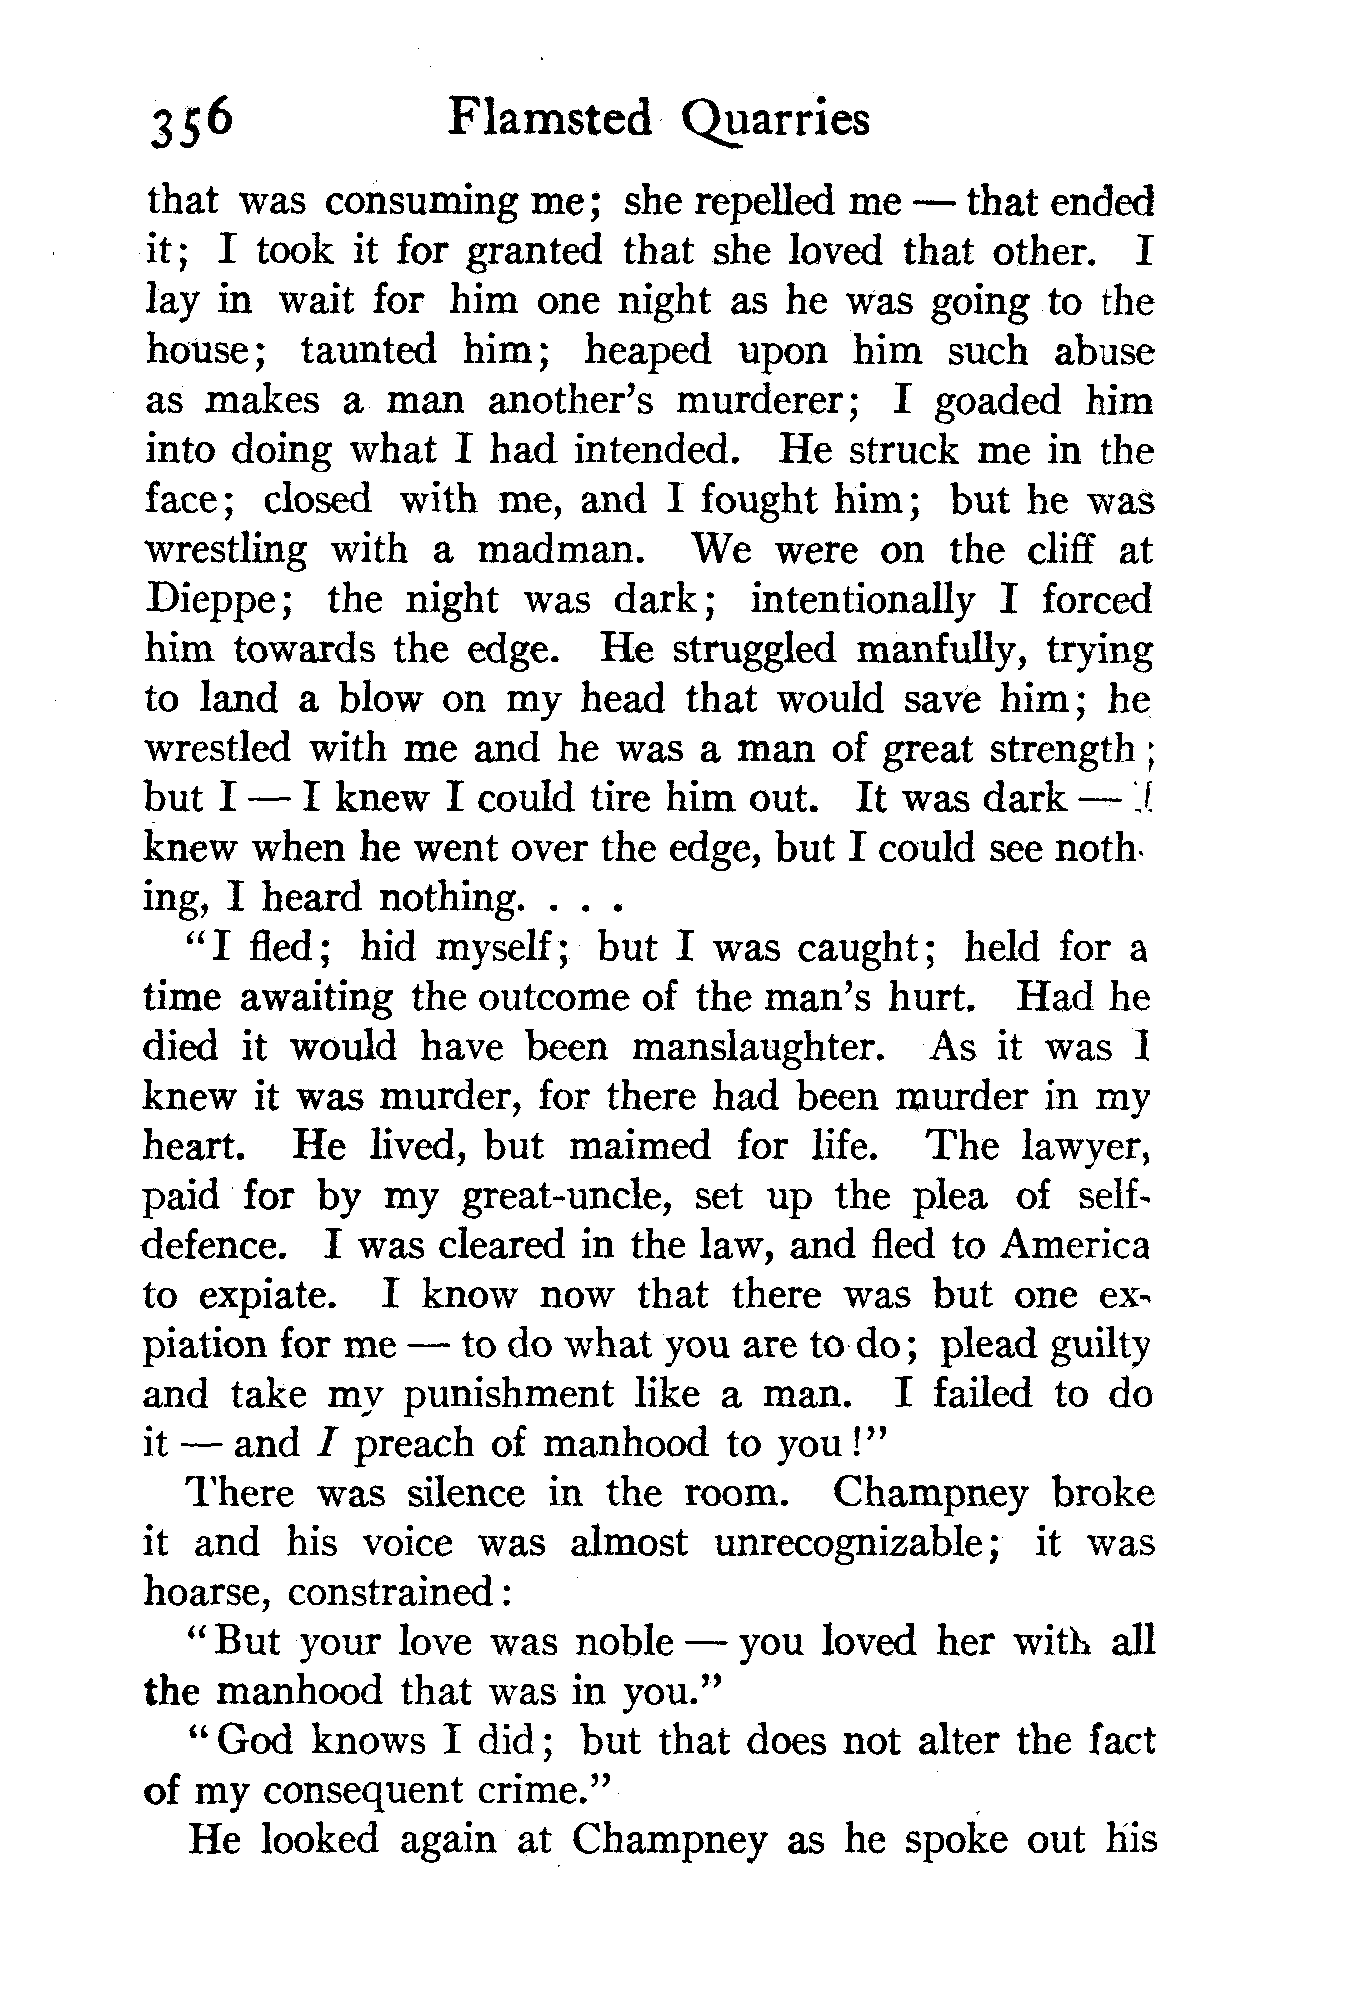 356 Flamsted Quarries
that was consuming me; she repelled me — that ended
it; I took it for granted that she loved that other. I
lay in wait for him one night as he was going to the
house; taunted him; heaped upon him such abuse
as makes a man another's murderer; I goaded him
into doing what I had intended. He struck me in the
face; closed with me, and I fought him; but he was
wrestling with a madman. We were on the cliff at
Dieppe; the night was dark; intentionally I forced
him towards the edge. He struggled manfully, trying
to land a blow on my head that would save him; he
wrestled with me and he was a man of great strength;
but I — I knew I could tire him out. It was dark — I
knew when he went over the edge, but I could see noth-
ing, I heard nothing. . . .
"I fled; hid myself; but I was caught; held for a
time awaiting the outcome of the man's hurt. Had he
died it would have been manslaughter. As it was I
knew it was murder, for there had been murder in my
heart. He lived, but maimed for life. The lawyer,
paid for by my great-uncle, set up the plea of self-
defence. I was cleared in the law, and fled to America
to expiate. I know now that there was but one ex-
piation for me — to do what you are to do; plead guilty
and take my punishment like a man. I failed to do
it — and I preach of manhood to you!"
There was silence in the room. Champney broke
it and his voice was almost unrecognizable; it was
hoarse, constrained:
"But your love was noble — you loved her with all
the manhood that was in you."
"God knows I did; but that does not alter the fact
of my consequent crime."
He looked again at Champney as he spoke out his